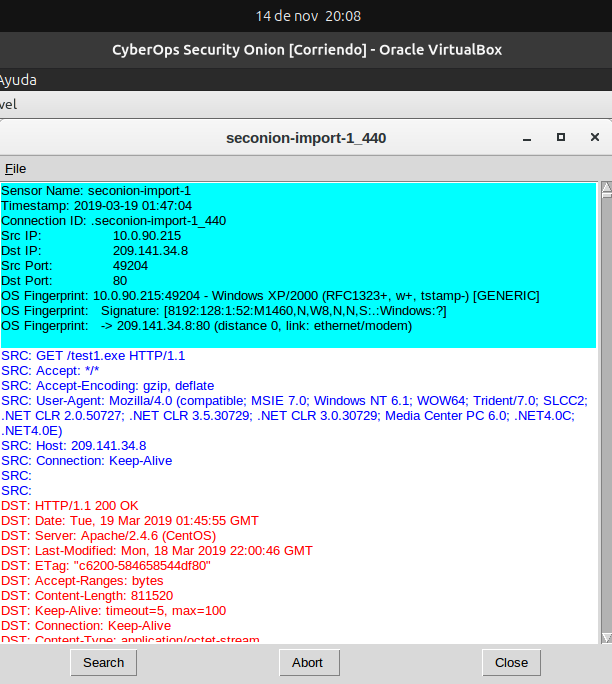 14 de nov 20:08
CyberOps Security Onion [Corriendo] - Oracle VirtualBox
Ayuda
vel
seconion-import-1_440
File
Sensor Name: seconion-import-1
Timestamp: 2019-03-19 01:47:04
Connection ID: .seconion-import-1_440
Src IP: 10.0.90.215
Dst IP: 209.141.34.8
Src Port: 49204
Dst Port: 80
OS Fingerprint: 10.0.90.215:49204 - Windows XP/2000 (RFC1323+, w+, tstamp-) [GENERIC]
OS Fingerprint: Signature: [8192:128:1:52:M1460,N,W8,N,N,S:.:Windows:?]
OS Fingerprint: -> 209.141.34.8:80 (distance 0, link: ethernet/modem)
SRC: GET /test1.exe HTTP/1.1
SRC: Accept: */*
SRC: Accept-Encoding: gzip, deflate
SRC: User-Agent: Mozilla/4.0 (compatible; MSIE 7.0; Windows NT 6.1; WOW64; Trident/7.0; SLCC2;
.NET CLR 2.0.50727; .NET CLR 3.5.30729; .NET CLR 3.0.30729; Media Center PC 6.0; .NET4.0C;
.NET4.0E)
SRC: Host: 209.141.34.8
SRC: Connection: Keep-Alive
SRC:
SRC:
DST: HTTP/1.1 200 OK
DST: Date: Tue, 19 Mar 2019 01:45:55 GMT
DST: Server: Apache/2.4.6 (CentOS)
DST: Last-Modified: Mon, 18 Mar 2019 22:00:46 GMT
DST: ETag: "c6200-584658544df80"
DST: Accept-Ranges: bytes
DST: Content-Length: 811520
DST: Keep-Alive: timeout=5, max=100
DST: Connection: Keep-Alive
DST: Content-Type: application/octet-stream
Search
Abort
Close